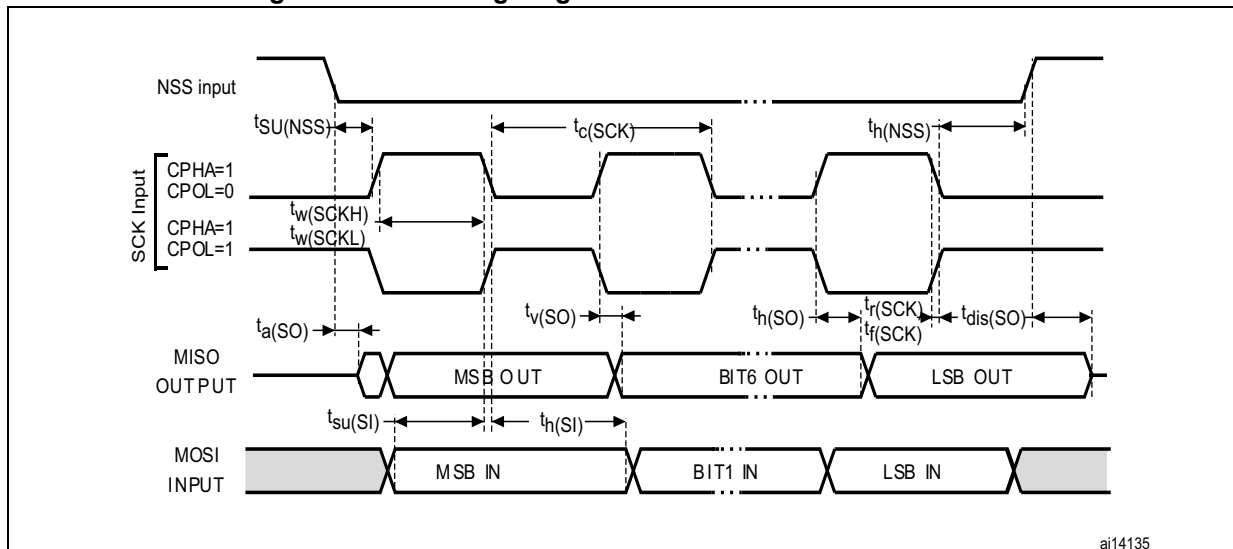 NSS input
tSU(NSS)
tc(SCK)
th(NSS)
SCK Input
CPHA=1
CPOL=0
tw(SCKH)
CPHA=1
tw(SCKL)
CPOL=1
tv(SO)
ta(SO)
th(SO)
tr(SCK)
tf(SCK)
tdis(SO)
MISO
OUTPUT
MSB OUT
BIT6 OUT
LSB OUT
tsu(SI)
th(SI)
MOSI
INPUT
MSB IN
BIT1 IN
LSB IN
ai14135